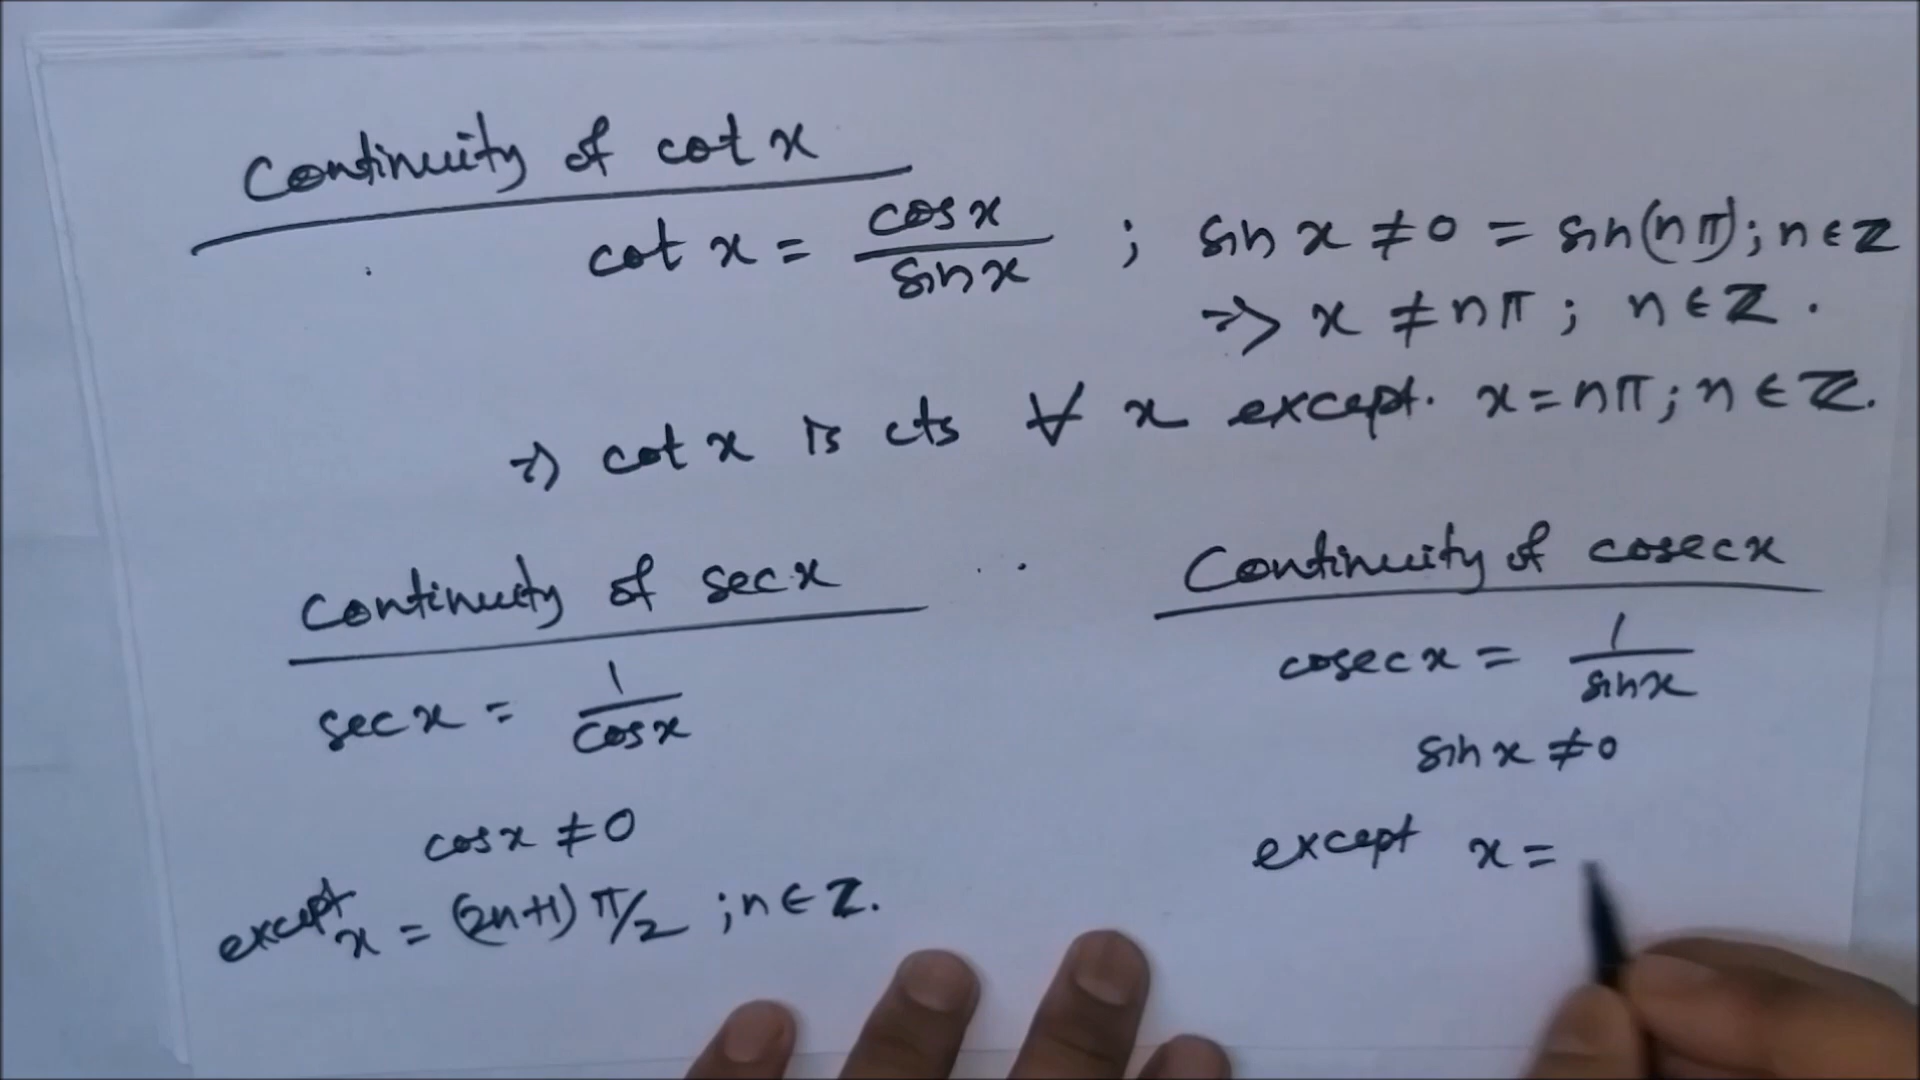 Continuity of cot x
cot x = cos x / sin x ; sin x ≠ 0 = sin(nπ); n ∈ Z
=> x ≠ nπ ; n ∈ Z .
=> cot x is cts ∀ x except. x = nπ ; n ∈ Z.
Continuity of sec x
sec x = 1 / cos x
cos x ≠ 0
except x = (2n+1) π/2 ; n ∈ Z.
Continuity of cosec x
cosec x = 1 / sin x
sin x ≠ 0
except x =